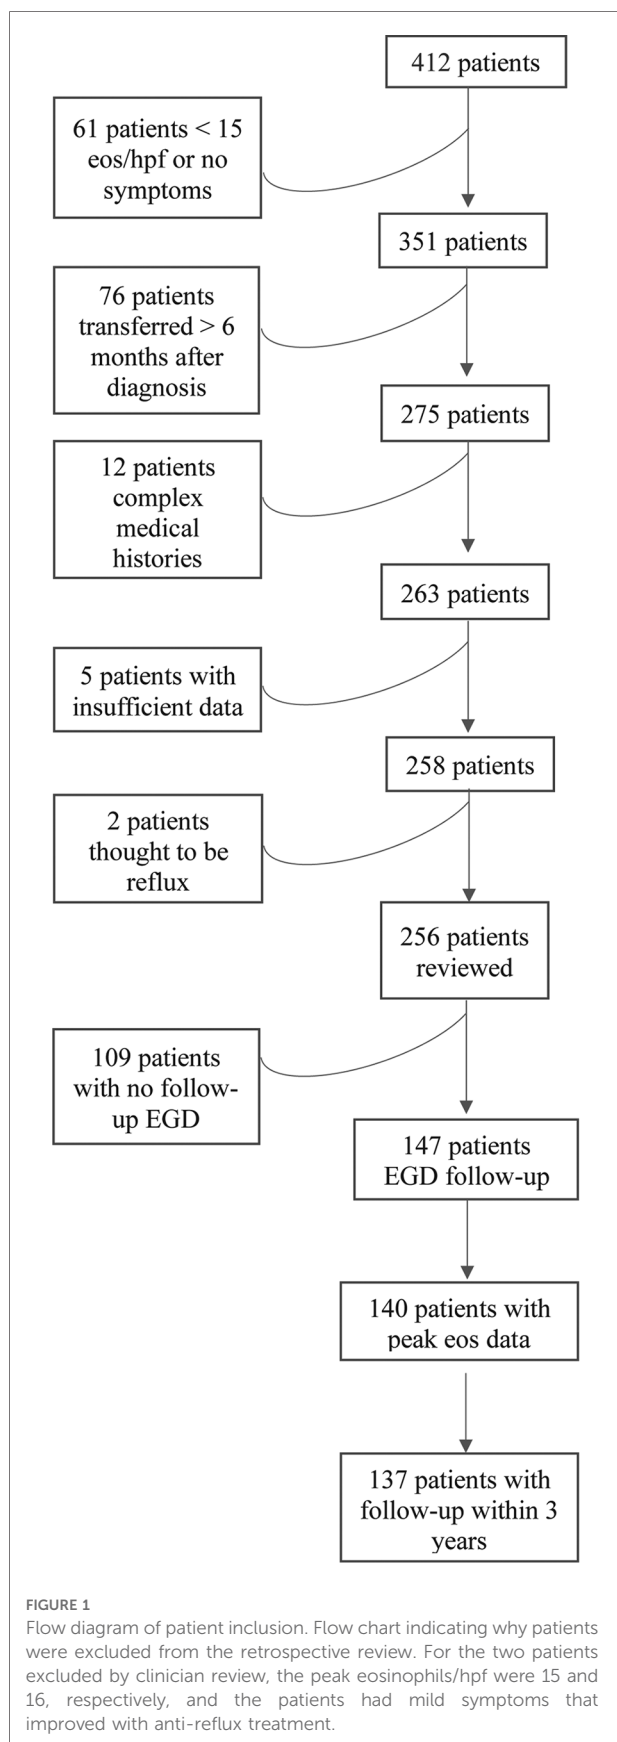 412 patients
61 patients < 15
eos/hpf or no
symptoms
351 patients
76 patients
transferred > 6
months after
diagnosis
275 patients
12 patients
complex
medical
histories
263 patients
5 patients with
insufficient data
258 patients
2 patients
thought to be
reflux
256 patients
reviewed
109 patients
with no follow-
up EGD
147 patients
EGD follow-up
140 patients with
peak eos data
137 patients with
follow-up within 3
years
FIGURE 1
Flow diagram of patient inclusion. Flow chart indicating why patients
were excluded from the retrospective review. For the two patients
excluded by clinician review, the peak eosinophils/hpf were 15 and
16, respectively, and the patients had mild symptoms that
improved with anti-reflux treatment.